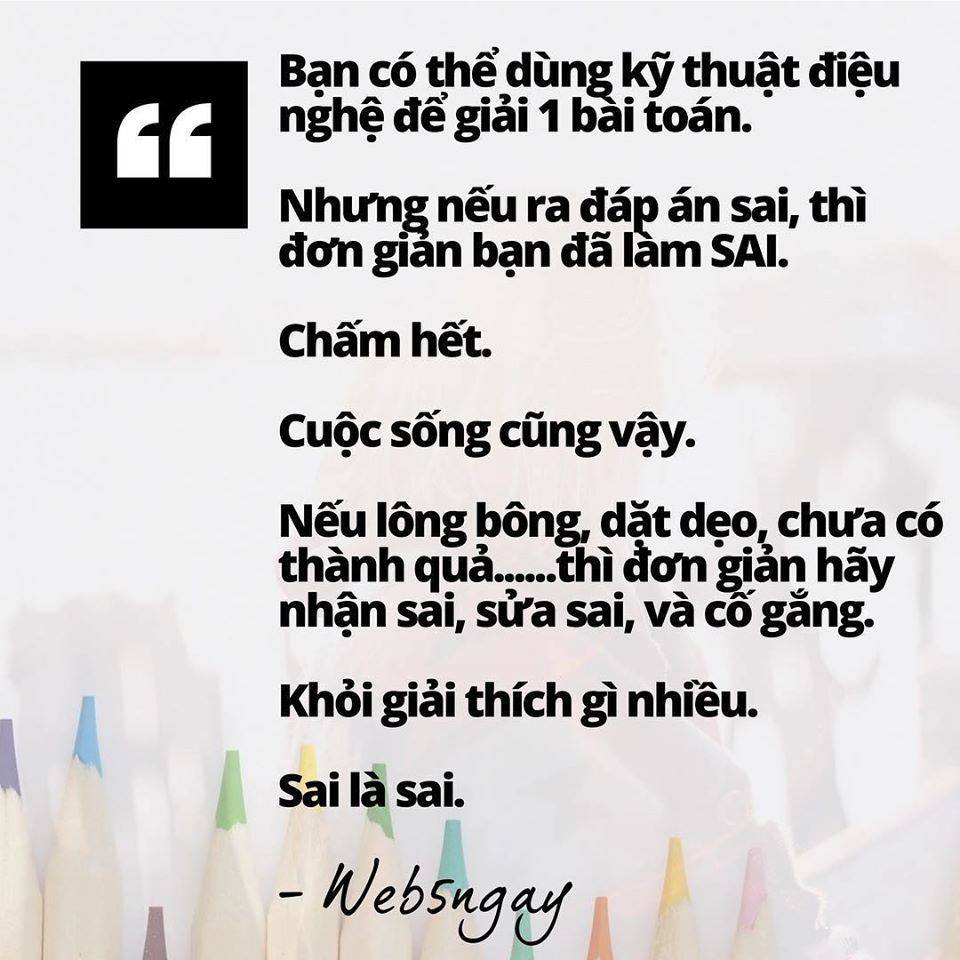 “
Bạn có thể dùng kỹ thuật điệu
nghệ để giải 1 bài toán.
Nhưng nếu ra đáp án sai, thì
đơn giản bạn đã làm SAI.
Chấm hết.
Cuộc sống cũng vậy.
Nếu lông bông, dặt dẹo, chưa có
thành quả......thì đơn giản hãy
nhận sai, sửa sai, và cố gắng.
Khỏi giải thích gì nhiều.
Sai là sai.
- Web5ngay